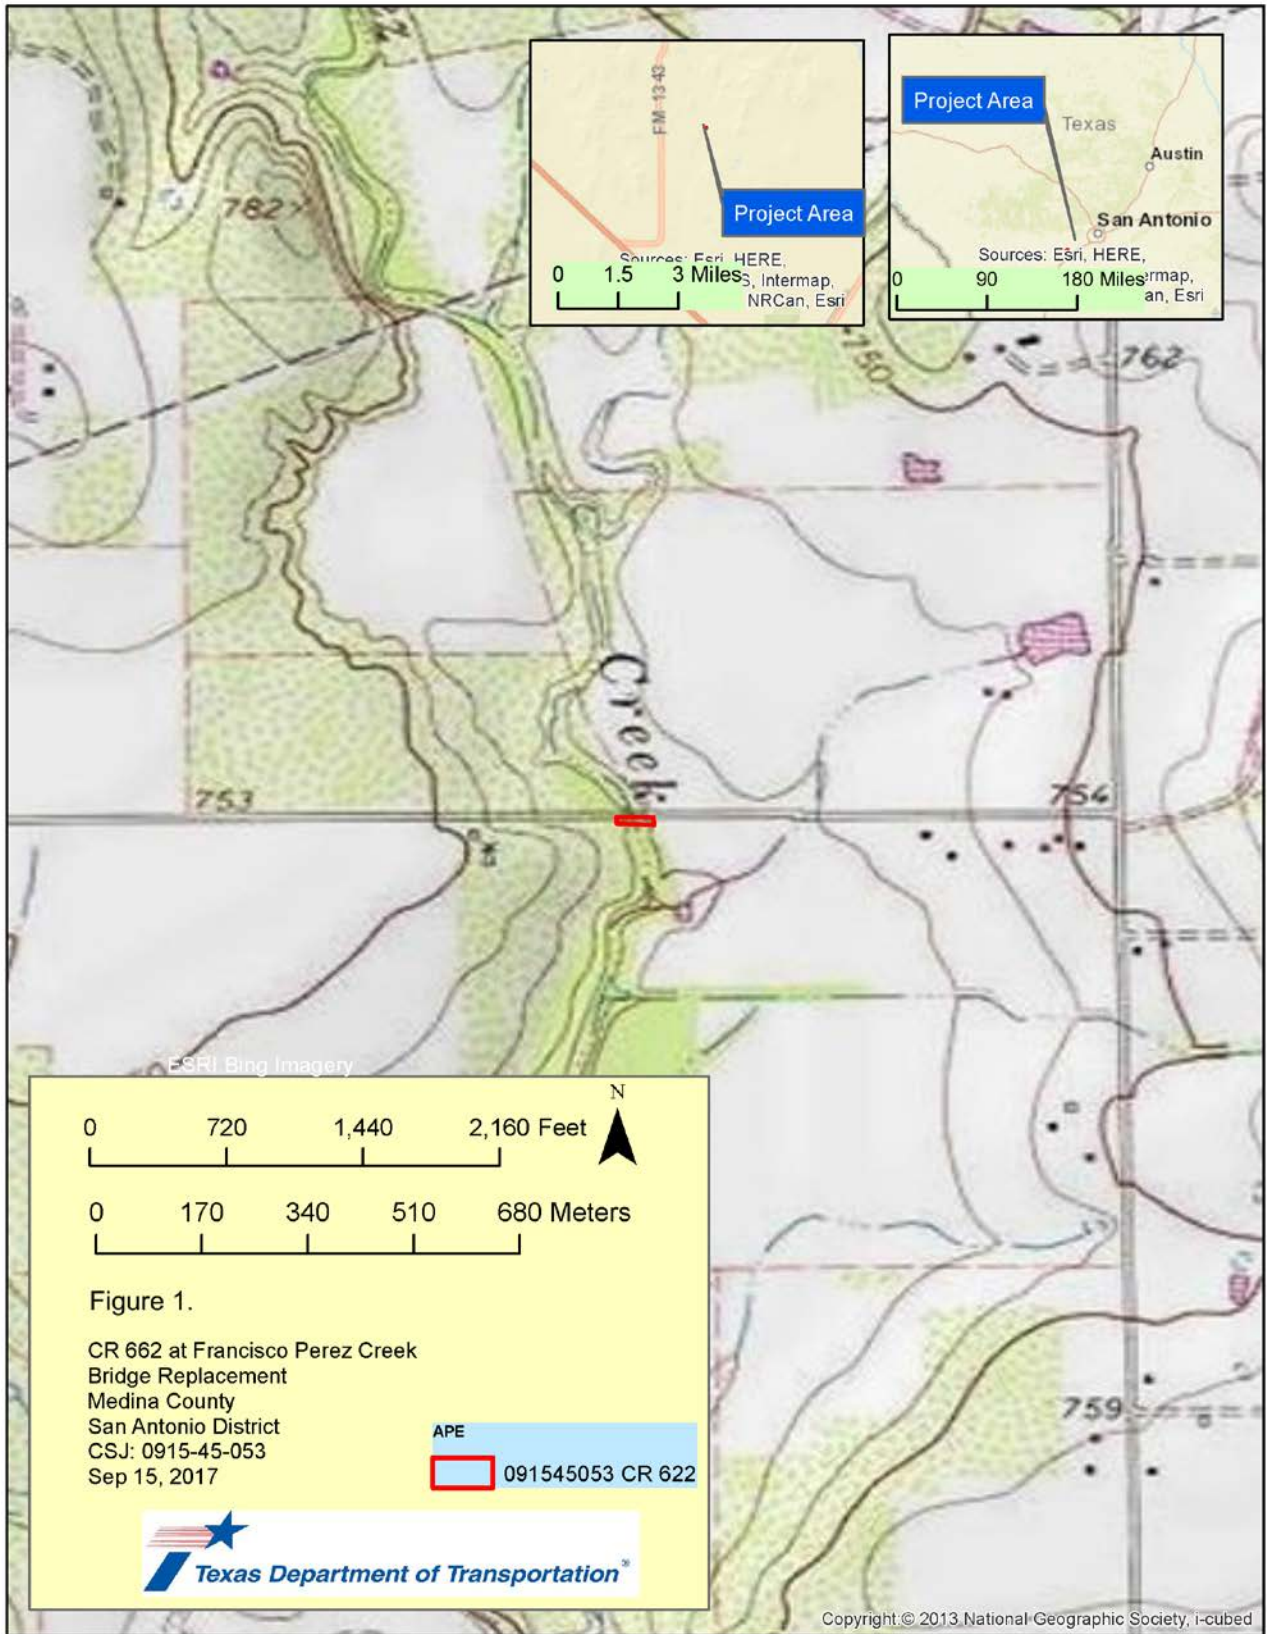 FM 1343
Project Area
Sources: Esri, HERE,
S, Intermap,
NRCan, Esri
0 1.5 3 Miles
Project Area
Texas
Austin
San Antonio
Sources: Esri, HERE,
ermap,
an, Esri
0 90 180 Miles
782
750
762
Creek
753
754
759
ESRI Bing Imagery
N
0 720 1,440 2,160 Feet
0 170 340 510 680 Meters
Figure 1.
CR 662 at Francisco Perez Creek
Bridge Replacement
Medina County
San Antonio District
CSJ: 0915-45-053
Sep 15, 2017
APE
091545053 CR 622
Texas Department of Transportation®
Copyright:© 2013 National Geographic Society, i-cubed